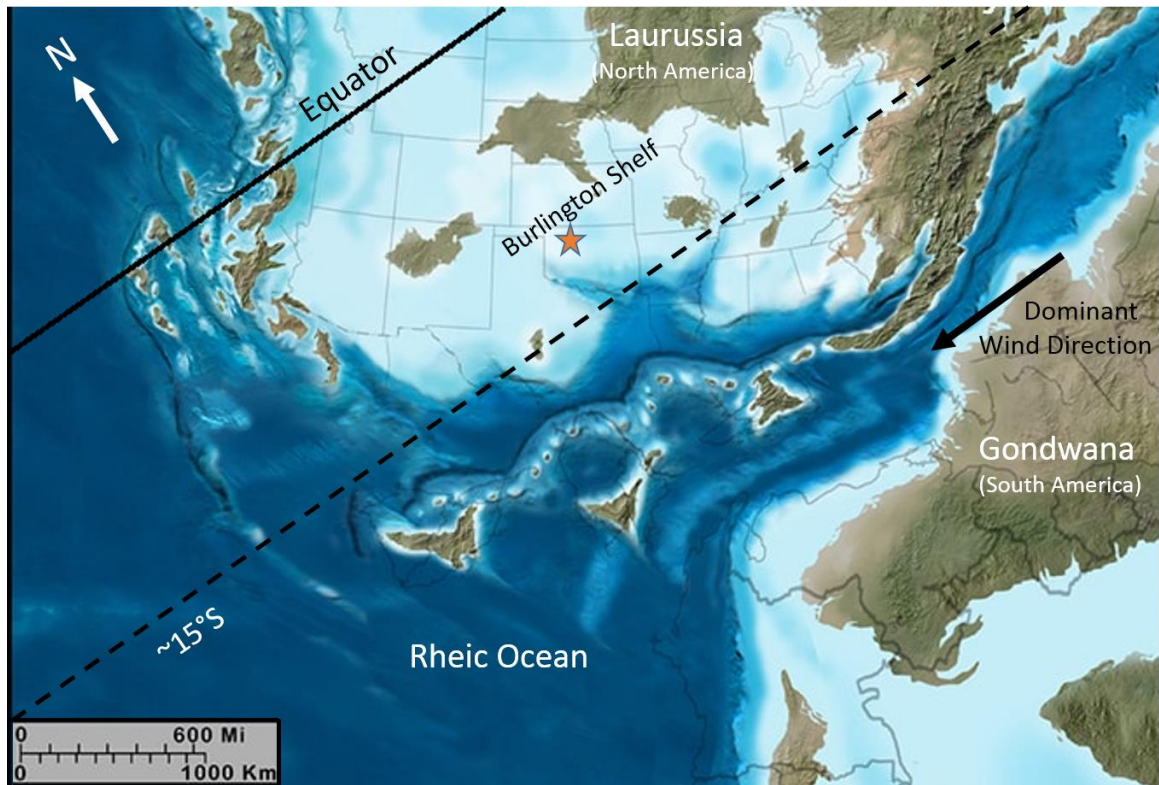 N
Equator
Laurussia
(North America)
Burlington Shelf
Dominant
Wind Direction
Gondwana
(South America)
~15°S
Rheic Ocean
0 600 Mi
0 1000 Km